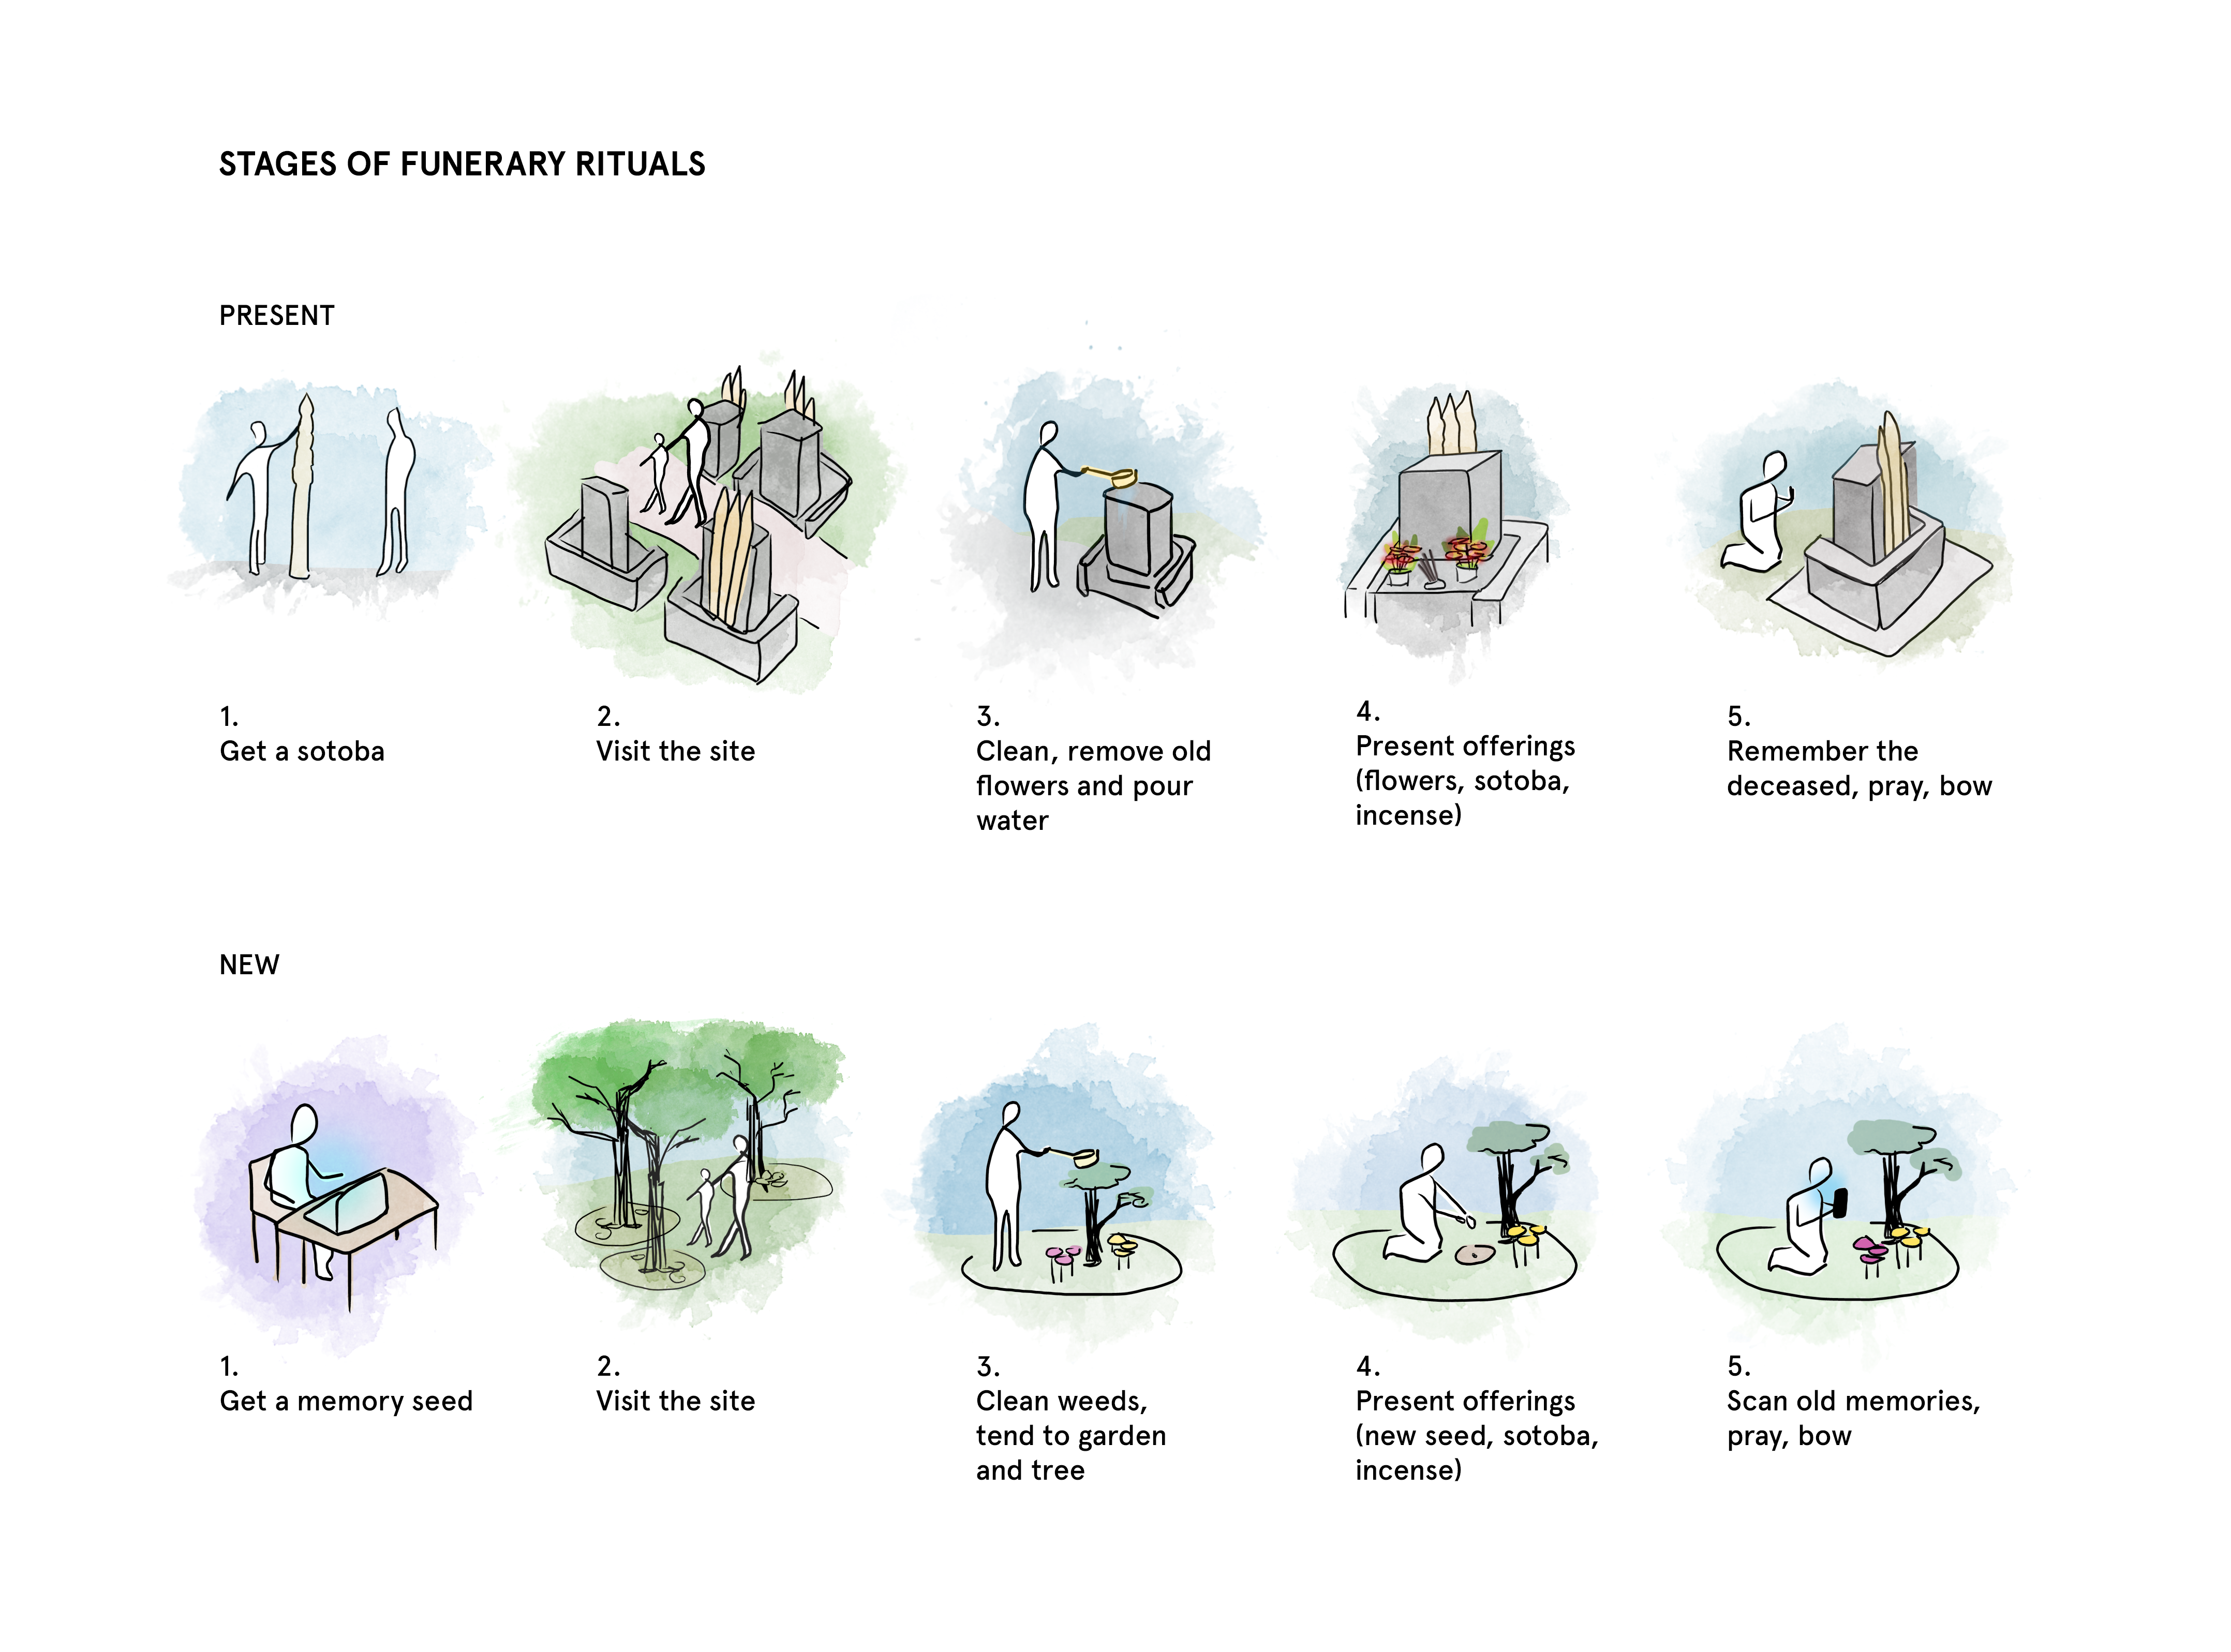 STAGES OF FUNERARY RITUALS
PRESENT
1.
Get a sotoba
2.
Visit the site
3.
Clean, remove old
flowers and pour
water
4.
Present offerings
(flowers, sotoba,
incense)
5.
Remember the
deceased, pray, bow
NEW
1.
Get a memory seed
2.
Visit the site
3.
Clean weeds,
tend to garden
and tree
4.
Present offerings
(new seed, sotoba,
incense)
5.
Scan old memories,
pray, bow